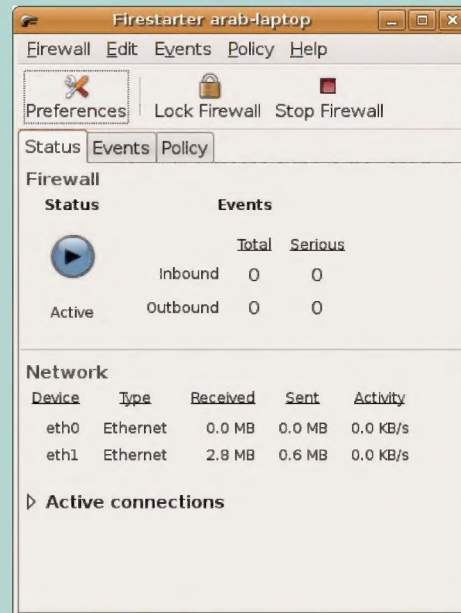 Firestarter arab-laptop
Firewall Edit Events Policy Help
Preferences Lock Firewall Stop Firewall
Status Events Policy
Firewall
Status Events
Total Serious
Inbound 0 0
Active Outbound 0 0
Network
Device Type Received Sent Activity
eth0 Ethernet 0.0 MB 0.0 MB 0.0 KB/s
eth1 Ethernet 2.8 MB 0.6 MB 0.0 KB/s
Active connections